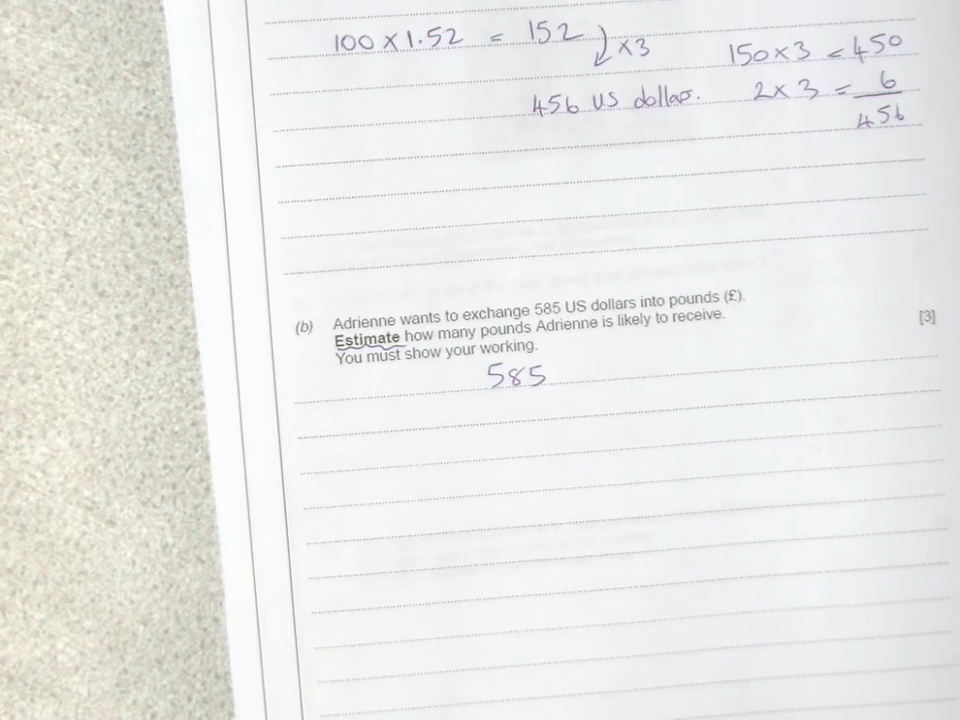 100 × 1.52 = 152 ×3
150 × 3 = 450
456 US dollars. 2 × 3 = 6
456
(b) Adrienne wants to exchange 585 US dollars into pounds (£).
Estimate how many pounds Adrienne is likely to receive.
You must show your working. [3]
585